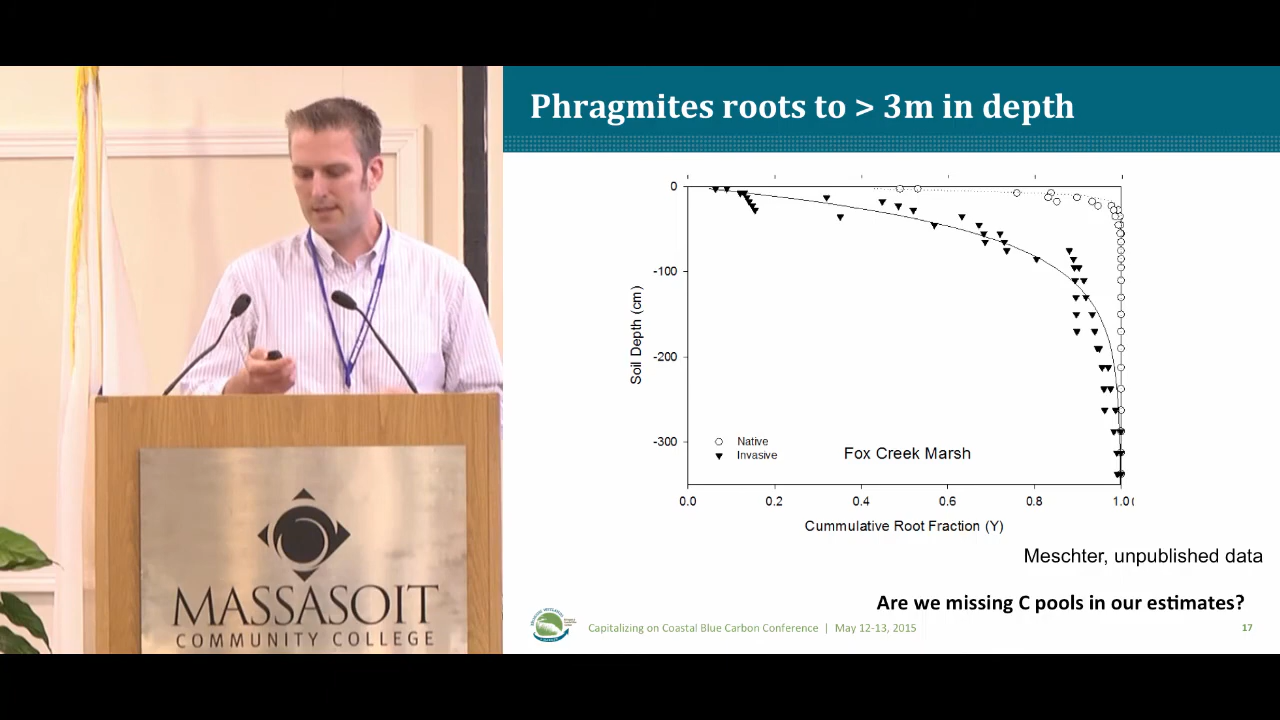 Phragmites roots to > 3m in depth
0
-100
-200
-300
Soil Depth (cm)
Native
Invasive
Fox Creek Marsh
0.0 0.2 0.4 0.6 0.8 1.0
Cummulative Root Fraction (Y)
Meschter, unpublished data
Are we missing C pools in our estimates?
Capitalizing on Coastal Blue Carbon Conference | May 12-13, 2015
17
MASSASOIT
COMMUNITY COLLEGE